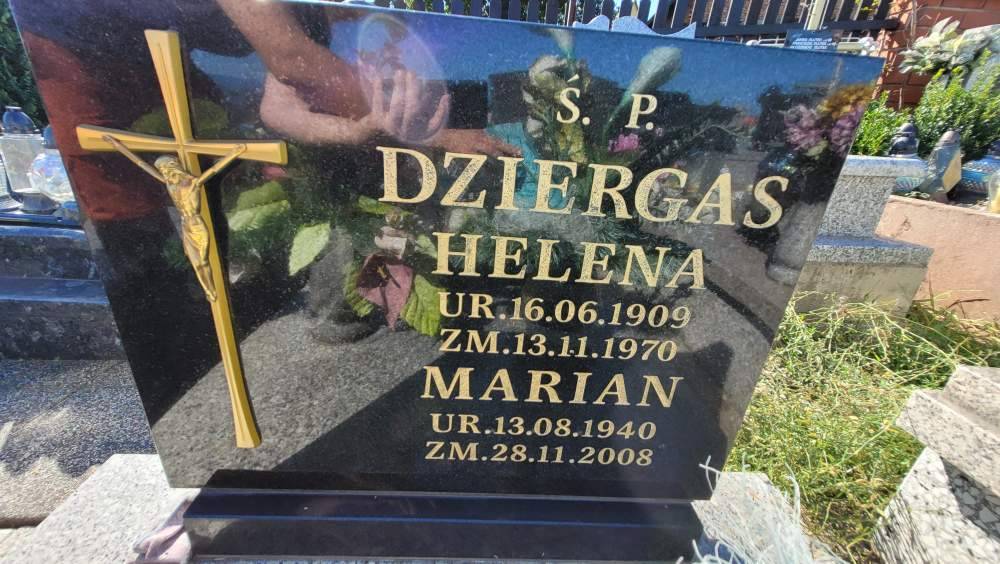 Ś. P.
DZIERGAS
HELENA
UR.16.06.1909
ZM.13.11.1970
MARIAN
UR.13.08.1940
ZM.28.11.2008